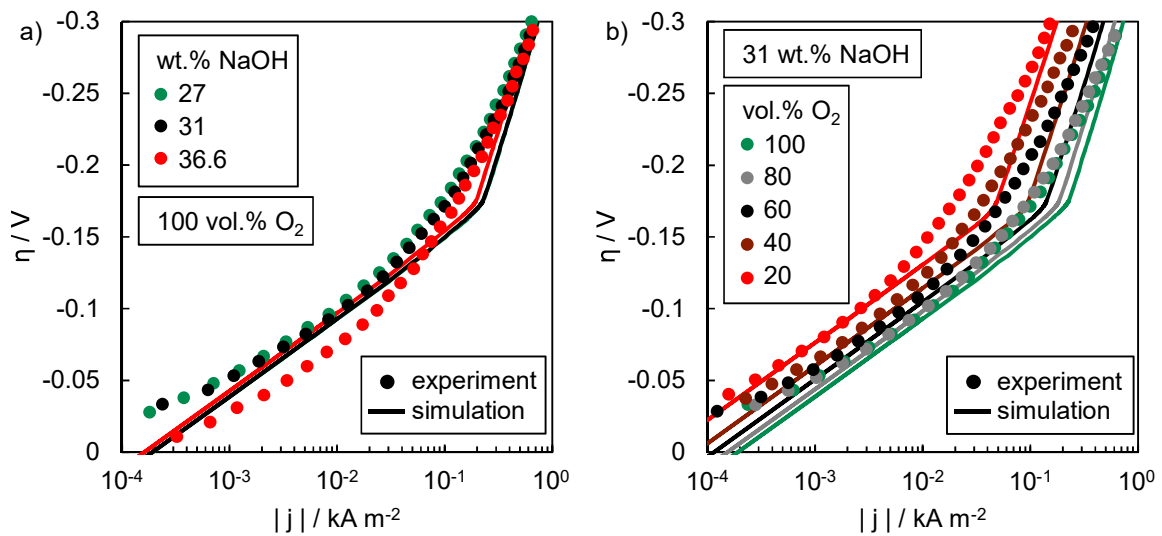 a)
wt.% NaOH
27
31
36.6
100 vol.% O₂
experiment
simulation
-0.3
-0.25
-0.2
-0.15
-0.1
-0.05
0
η / V
10⁻⁴
10⁻³
10⁻²
10⁻¹
10⁰
| j | / kA m⁻²
b)
31 wt.% NaOH
vol.% O₂
100
80
60
40
20
experiment
simulation
-0.3
-0.25
-0.2
-0.15
-0.1
-0.05
0
η / V
10⁻⁴
10⁻³
10⁻²
10⁻¹
10⁰
| j | / kA m⁻²